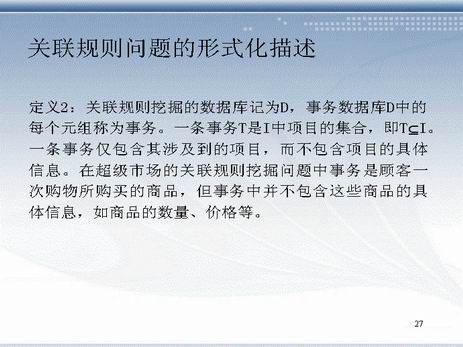 关联规则问题的形式化描述
定义2：关联规则挖掘的数据库记为D，事务数据库D中的
每个元组称为事务。一条事务T是I中项目的集合，即T⊆I。
一条事务仅包含其涉及到的项目，而不包含项目的具体
信息。在超级市场的关联规则挖掘问题中事务是顾客一
次购物所购买的商品，但事务中并不包含这些商品的具
体信息，如商品的数量、价格等。
27